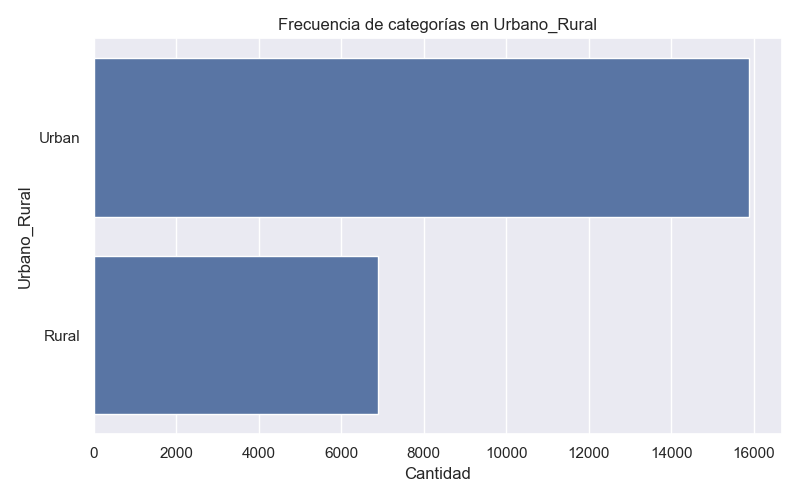 Frecuencia de categorías en Urbano_Rural
Urbano_Rural
Urban
Rural
0 2000 4000 6000 8000 10000 12000 14000 16000
Cantidad